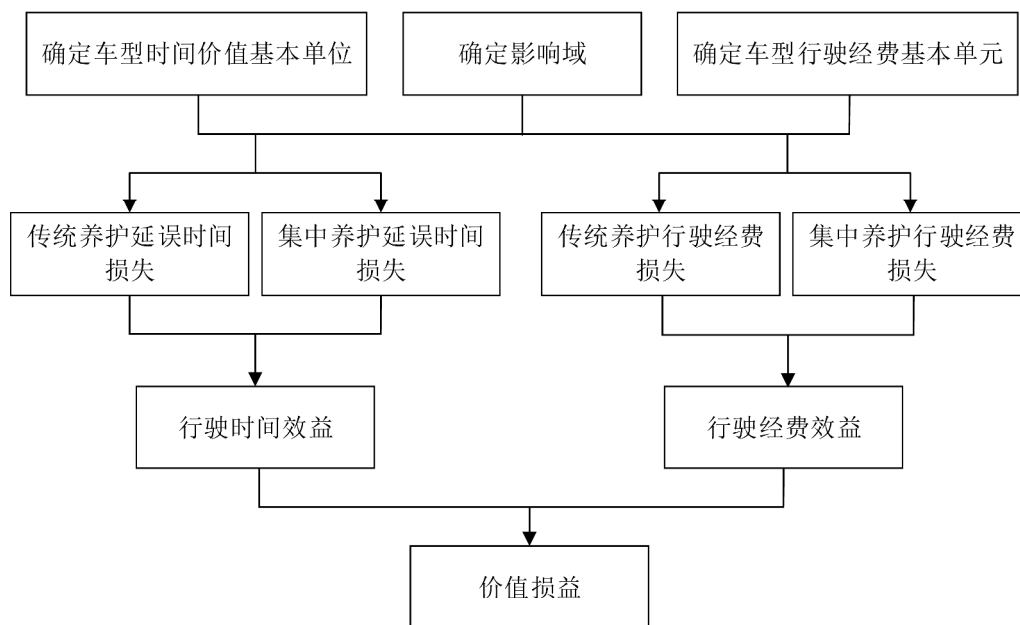 确定车型时间价值基本单位
确定影响域
确定车型行驶经费基本单元
传统养护延误时间
损失
集中养护延误时间
损失
传统养护行驶经费
损失
集中养护行驶经费
损失
行驶时间效益
行驶经费效益
价值损益